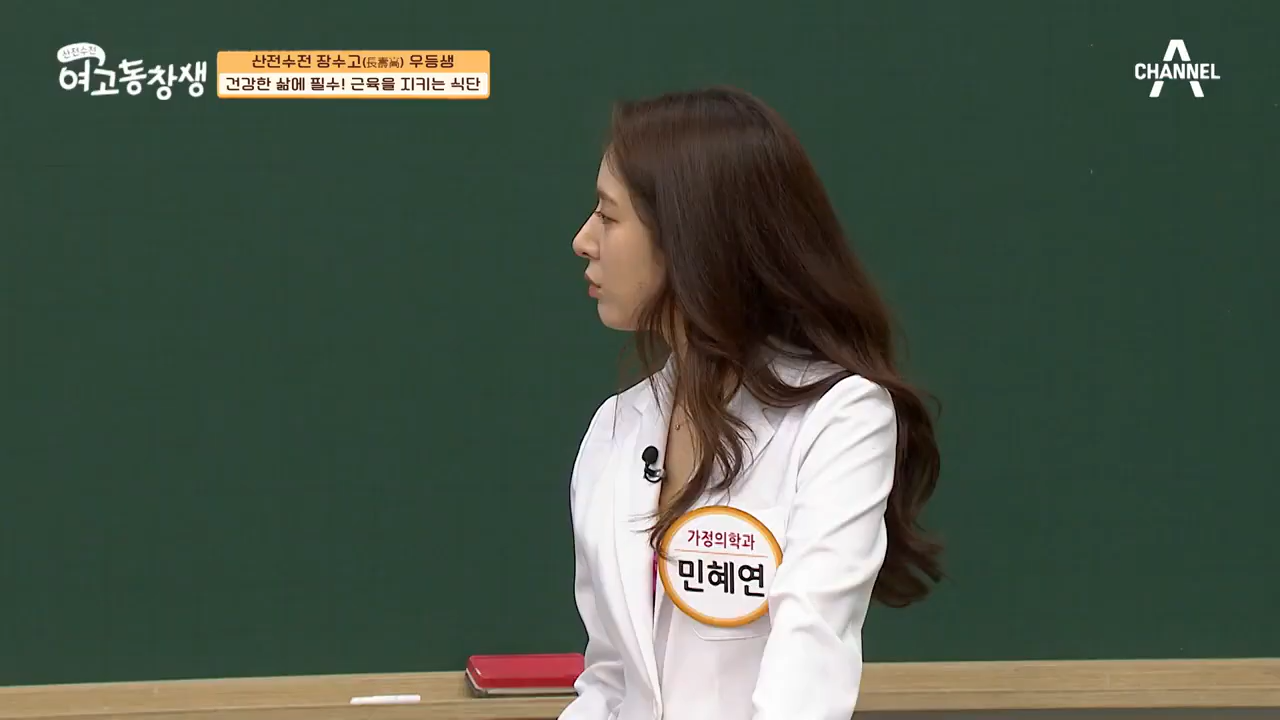 산전수전
여고동창생
산전수전 장수고(長壽高) 우등생
건강한 삶에 필수! 근육을 지키는 식단
CHANNEL A
가정의학과
민혜연